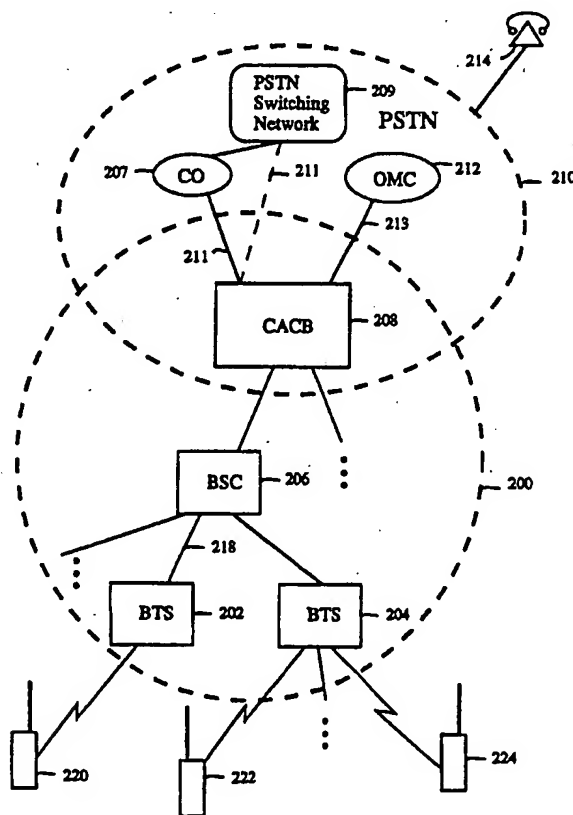 214
PSTN
Switching
Network
209
PSTN
207
CO
211
OMC
212
210
211
213
CACB
208
BSC
206
200
218
BTS
202
BTS
204
220
222
224